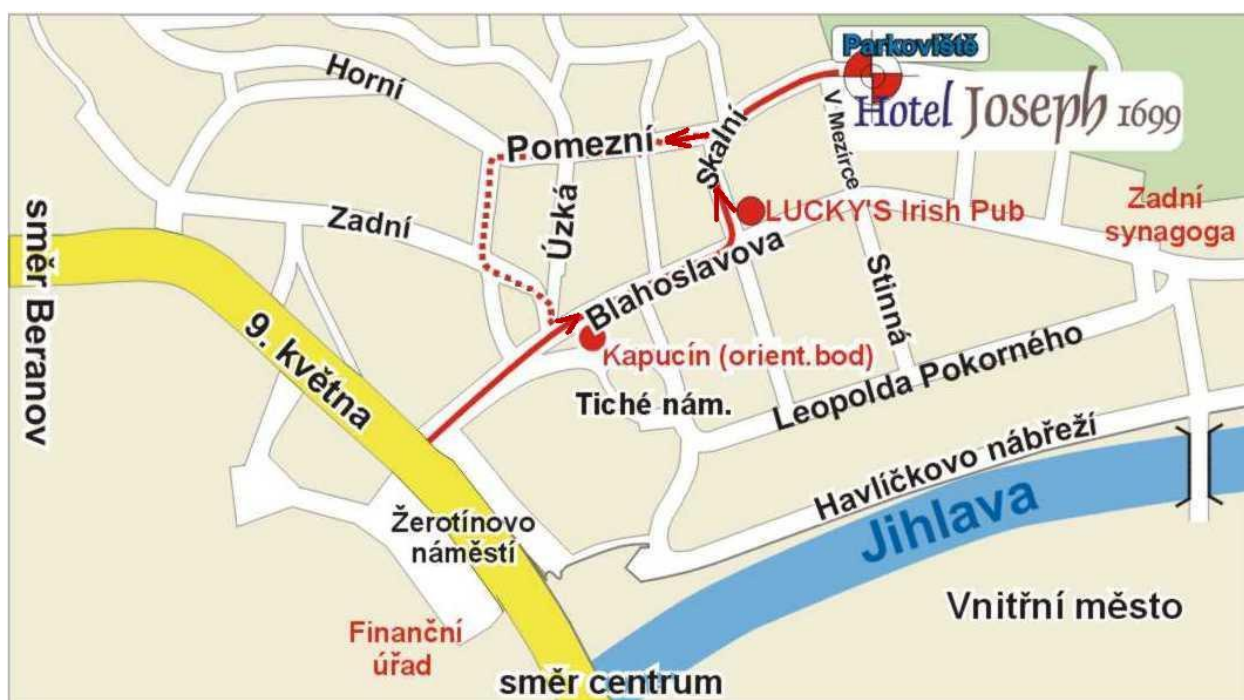 Parkoviště
Hotel Joseph 1699
Horní
Pomezní
Skalní
V Mezírce
LUCKY'S Irish Pub
Zadní
synagoga
Zadní
Úzká
Blahoslavova
Stinná
směr Beranov
9. května
Kapucín (orient.bod)
Tiché nám.
Leopolda Pokorného
Havlíčkovo nábřeží
Jihlava
Žerotínovo
náměstí
Vnitřní město
Finanční
úřad
směr centrum